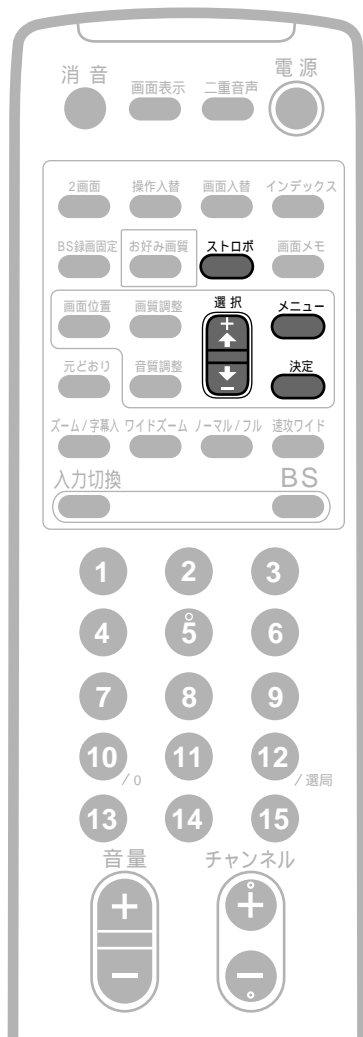 消音 画面表示 二重音声 電源
2画面 操作入替 画面入替 インデックス
BS録画固定 お好み画質 ストロボ 画面メモ
画面位置 画質調整 選択 メニュー
+
元どおり 音質調整 決定
−
ズーム/字幕入 ワイドズーム ノーマル/フル 速攻ワイド
入力切換 BS
1 2 3
4 5 6
7 8 9
10/0 11 12/選局
13 14 15
音量 チャンネル
+ +
− −